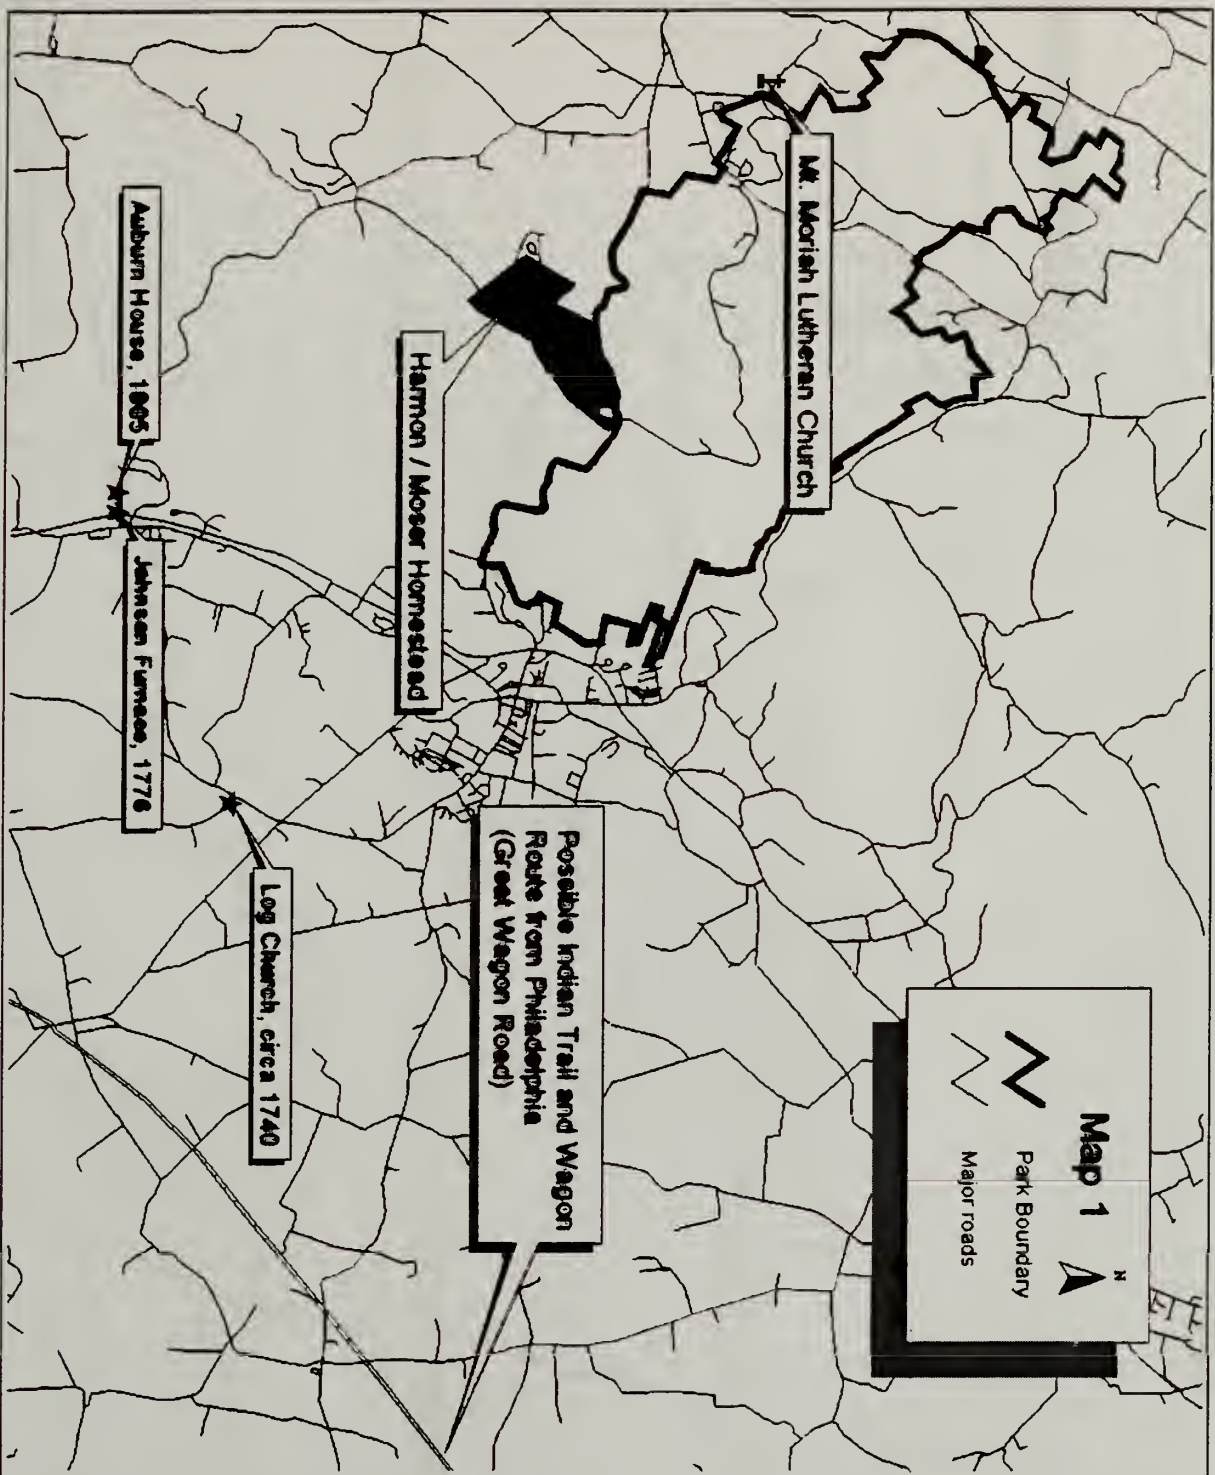 Map 1
N
Park Boundary
Major roads
Mt. Moriah Lutheran Church
Harmon / Moser Homestead
Possible Indian Trail and Wagon
Route from Philadelphia
(Great Wagon Road)
Auburn House, 1805
Johnson Furnace, 1776
Log Church, circa 1740